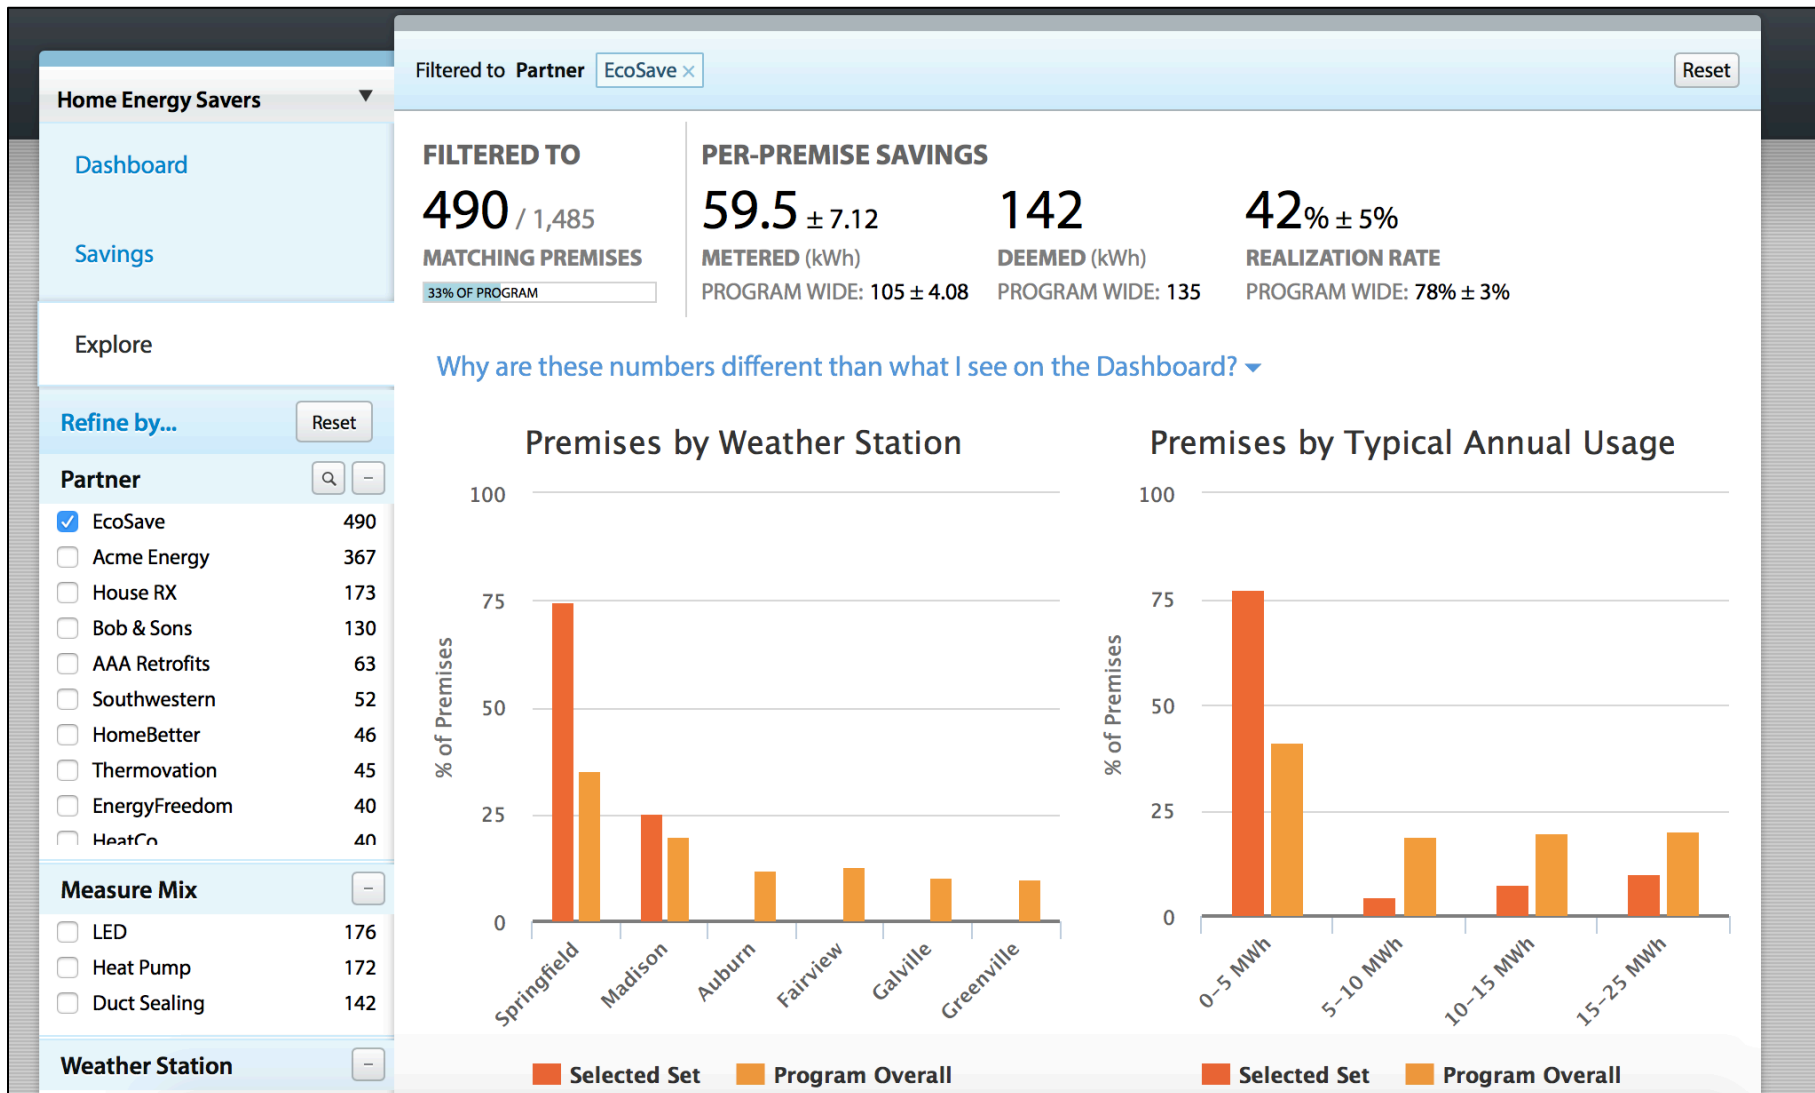 Home Energy Savers
Dashboard
Savings
Explore
Refine by...
Reset
Partner
EcoSave 490
Acme Energy 367
House RX 173
Bob & Sons 130
AAA Retrofits 63
Southwestern 52
HomeBetter 46
Thermovation 45
EnergyFreedom 40
HeatCo 40
Measure Mix
LED 176
Heat Pump 172
Duct Sealing 142
Weather Station
Filtered to Partner EcoSave ×
Reset
FILTERED TO
490 / 1,485
MATCHING PREMISES
33% OF PROGRAM
PER-PREMISE SAVINGS
59.5 ± 7.12
METERED (kWh)
PROGRAM WIDE: 105 ± 4.08
142
DEEMED (kWh)
PROGRAM WIDE: 135
42% ± 5%
REALIZATION RATE
PROGRAM WIDE: 78% ± 3%
Why are these numbers different than what I see on the Dashboard?
Premises by Weather Station
% of Premises
100
75
50
25
0
Springfield
Madison
Auburn
Fairview
Galville
Greenville
Selected Set
Program Overall
Premises by Typical Annual Usage
% of Premises
100
75
50
25
0
0-5 MWh
5-10 MWh
10-15 MWh
15-25 MWh
Selected Set
Program Overall